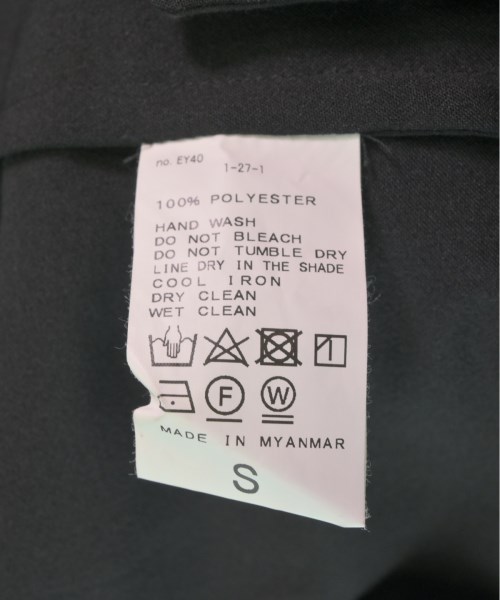 no. EY40 1-27-1
100% POLYESTER
HAND WASH
DO NOT BLEACH
DO NOT TUMBLE DRY
LINE DRY IN THE SHADE
COOL IRON
DRY CLEAN
WET CLEAN
F W
MADE IN MYANMAR
S